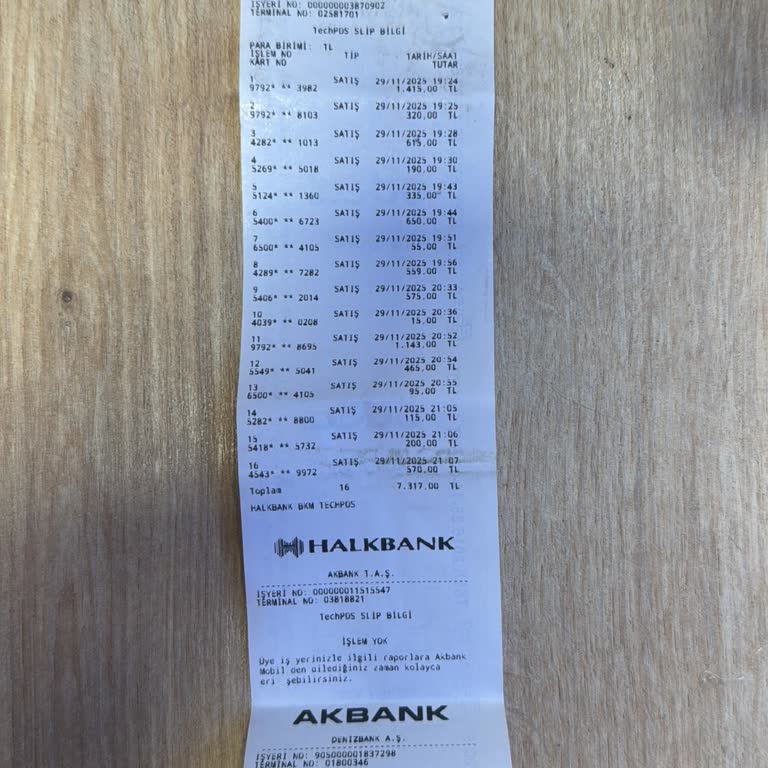 İŞYERİ NO: 000000003870902
TERMİNAL NO: 02581701
TechPOS SLİP BİLGİ
PARA BİRİMİ: TL
İŞLEM NO TİP TARİH/SAAT
KART NO TUTAR
1 SATIŞ 29/11/2025 19:24
9792* ** 3982 1.415,00 TL
2 SATIŞ 29/11/2025 19:25
9792* ** 8103 320,00 TL
3 SATIŞ 29/11/2025 19:28
4282* ** 1013 615,00 TL
4 SATIŞ 29/11/2025 19:30
5269* ** 5018 190,00 TL
5 SATIŞ 29/11/2025 19:43
5124* ** 1360 335,00 TL
6 SATIŞ 29/11/2025 19:44
5400* ** 6723 650,00 TL
7 SATIŞ 29/11/2025 19:51
6500* ** 4105 55,00 TL
8 SATIŞ 29/11/2025 19:56
4289* ** 7282 559,00 TL
9 SATIŞ 29/11/2025 20:33
5406* ** 2014 575,00 TL
10 SATIŞ 29/11/2025 20:36
4039* ** 0208 15,00 TL
11 SATIŞ 29/11/2025 20:52
9792* ** 8695 1.143,00 TL
12 SATIŞ 29/11/2025 20:54
5549* ** 5041 465,00 TL
13 SATIŞ 29/11/2025 20:55
6500* ** 4105 95,00 TL
14 SATIŞ 29/11/2025 21:05
5282* ** 8800 115,00 TL
15 SATIŞ 29/11/2025 21:06
5418* ** 5732 200,00 TL
16 SATIŞ 29/11/2025 21:07
4543* ** 9972 570,00 TL
Toplam 16 7.317,00 TL
HALKBANK BKM TECHPOS
HALKBANK
AKBANK T.A.Ş.
İŞYERİ NO: 000000011515547
TERMİNAL NO: 03818821
TechPOS SLİP BİLGİ
İŞLEM YOK
Üye iş yerinizle ilgili raporlara Akbank
Mobil'den dilediğiniz zaman kolayca
eri şebilirsiniz.
AKBANK
DENİZBANK A.Ş.
İŞYERİ NO: 905000001837298
TERMİNAL NO: 01800346